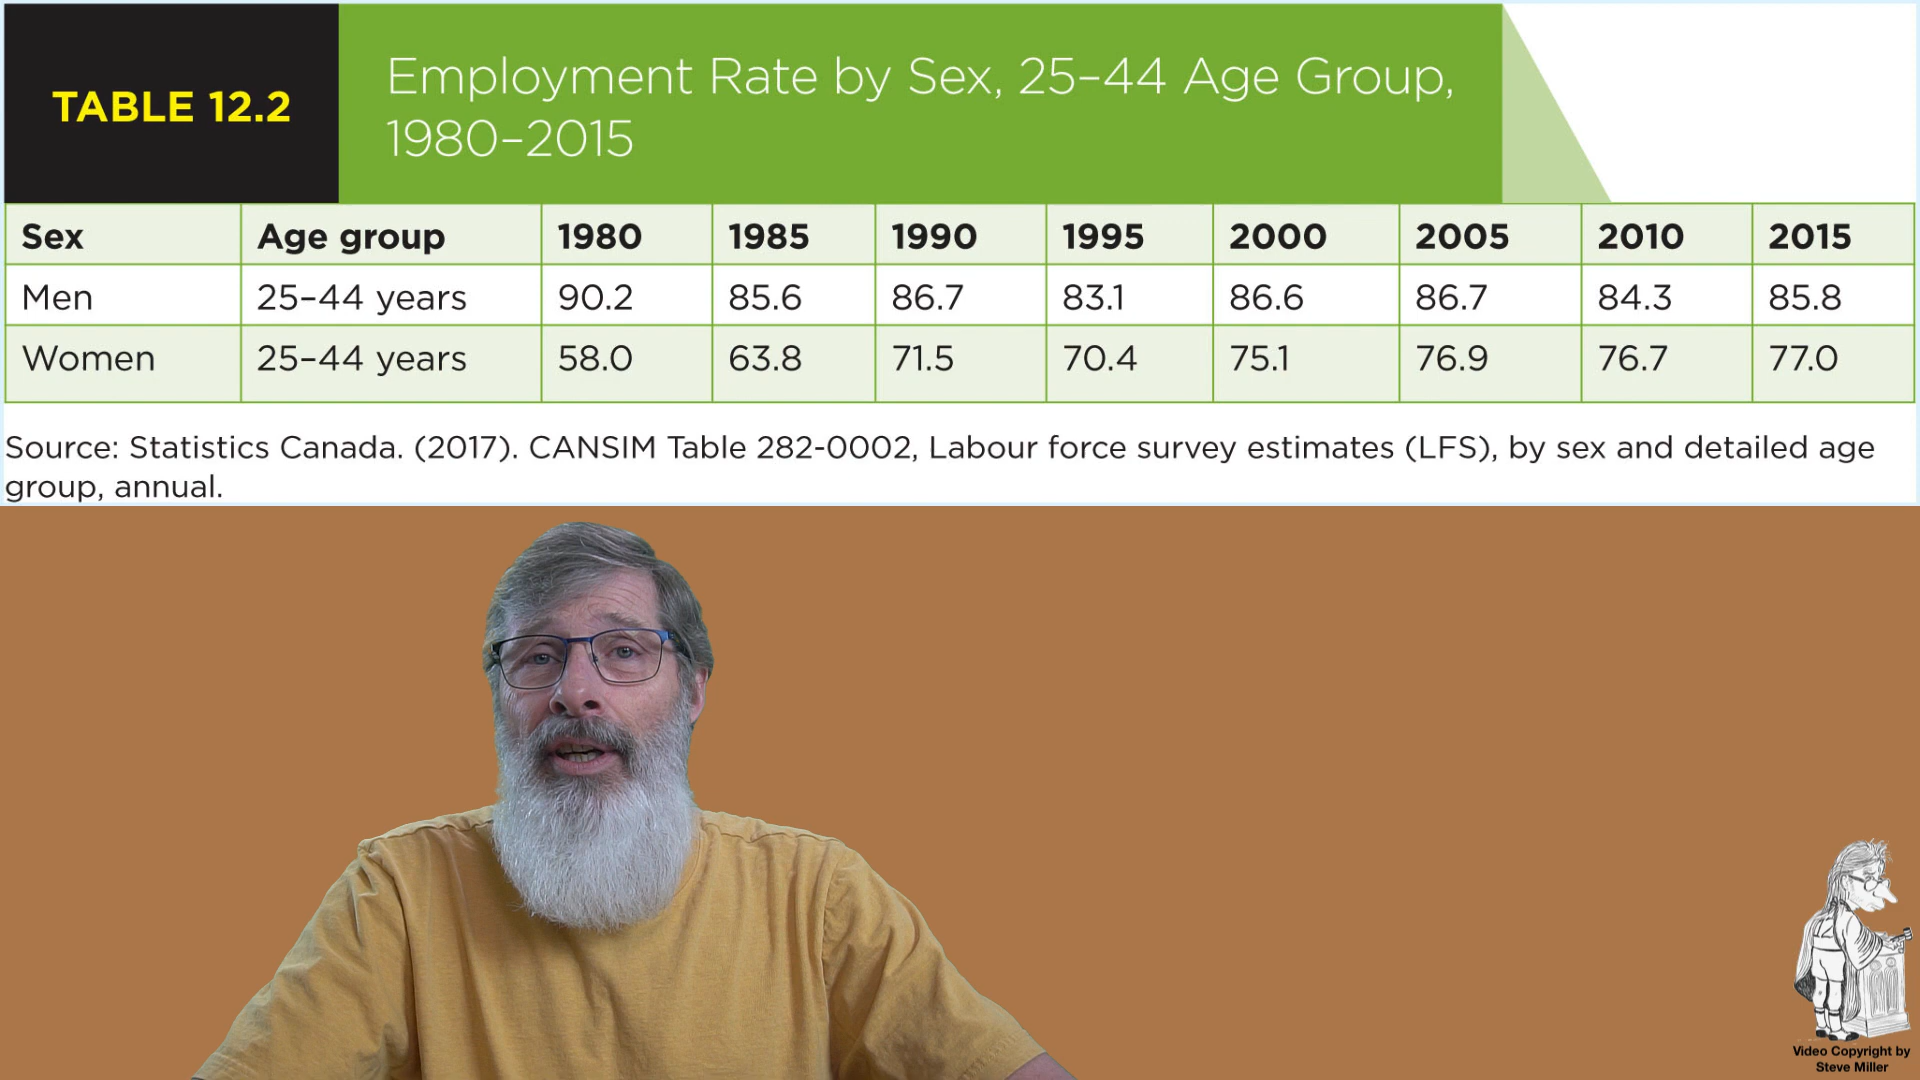 TABLE 12.2
Employment Rate by Sex, 25–44 Age Group,
1980–2015
Sex Age group 1980 1985 1990 1995 2000 2005 2010 2015
Men 25–44 years 90.2 85.6 86.7 83.1 86.6 86.7 84.3 85.8
Women 25–44 years 58.0 63.8 71.5 70.4 75.1 76.9 76.7 77.0
Source: Statistics Canada. (2017). CANSIM Table 282-0002, Labour force survey estimates (LFS), by sex and detailed age
group, annual.
Video Copyright by
Steve Miller